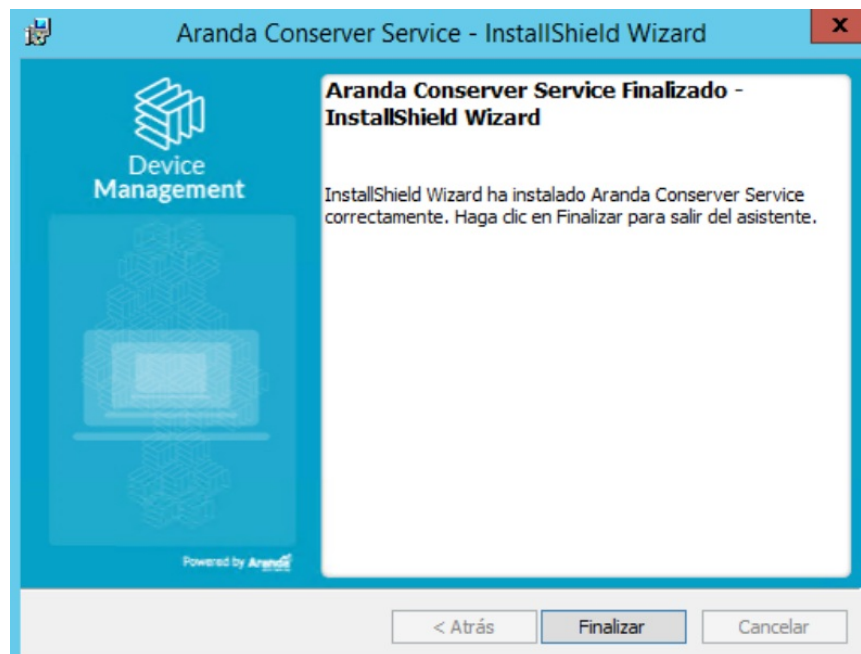 Aranda Conserver Service - InstallShield Wizard
x
Device
Management
Powered by Aranda
Aranda Conserver Service Finalizado -
InstallShield Wizard
InstallShield Wizard ha instalado Aranda Conserver Service
correctamente. Haga clic en Finalizar para salir del asistente.
< Atrás
Finalizar
Cancelar